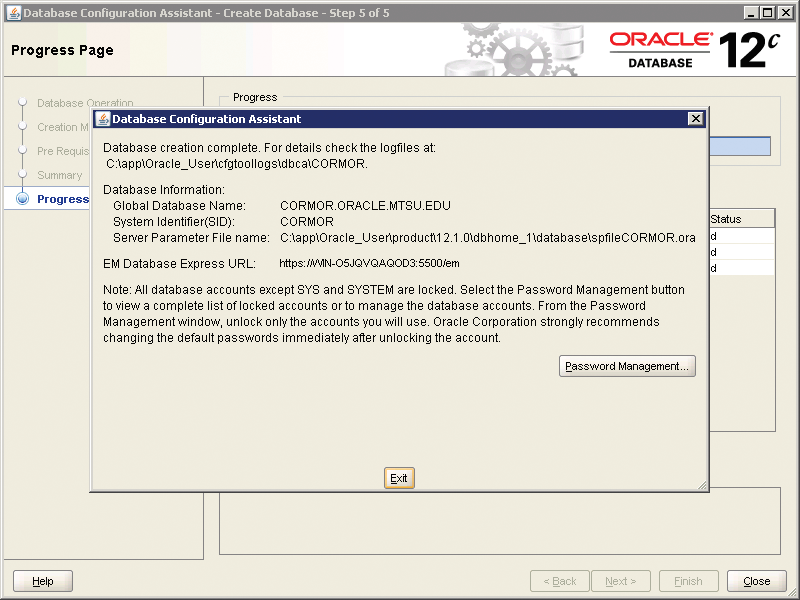 Database Configuration Assistant - Create Database - Step 5 of 5
Progress Page
ORACLE
DATABASE
12c
Database Operation
Creation M
Pre Requis
Summary
Progress
Progress
Status
d
d
d
Database Configuration Assistant
Database creation complete. For details check the logfiles at:
C:\app\Oracle_User\cfgtoollogs\dbca\CORMOR.
Database Information:
Global Database Name: CORMOR.ORACLE.MTSU.EDU
System Identifier(SID): CORMOR
Server Parameter File name: C:\app\Oracle_User\product\12.1.0\dbhome_1\database\spfileCORMOR.ora
EM Database Express URL: https://WIN-O5JQVQAQOD3:5500/em
Note: All database accounts except SYS and SYSTEM are locked. Select the Password Management button
to view a complete list of locked accounts or to manage the database accounts. From the Password
Management window, unlock only the accounts you will use. Oracle Corporation strongly recommends
changing the default passwords immediately after unlocking the account.
Password Management...
Exit
Help
< Back
Next >
Finish
Close